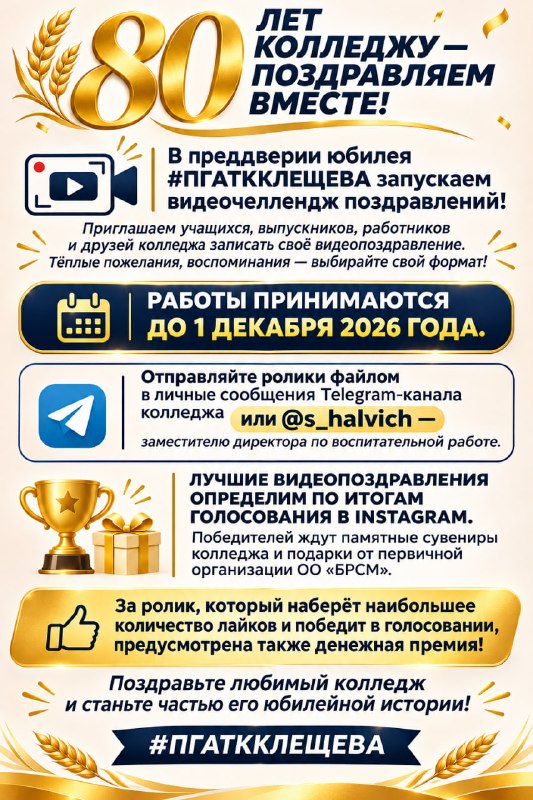 80 ЛЕТ
КОЛЛЕДЖУ —
ПОЗДРАВЛЯЕМ
ВМЕСТЕ!
В преддверии юбилея
#ПГАТККЛЕЩЕВА запускаем
видеочеллендж поздравлений!
Приглашаем учащихся, выпускников, работников
и друзей колледжа записать своё видеопоздравление.
Тёплые пожелания, воспоминания — выбирайте свой формат!
РАБОТЫ ПРИНИМАЮТСЯ
ДО 1 ДЕКАБРЯ 2026 ГОДА.
Отправляйте ролики файлом
в личные сообщения Telegram-канала
колледжа или @s_halvich —
заместителю директора по воспитательной работе.
ЛУЧШИЕ ВИДЕОПОЗДРАВЛЕНИЯ
ОПРЕДЕЛИМ ПО ИТОГАМ
ГОЛОСОВАНИЯ В INSTAGRAM.
Победителей ждут памятные сувениры
колледжа и подарки от первичной
организации ОО «БРСМ».
За ролик, который наберёт наибольшее
количество лайков и победит в голосовании,
предусмотрена также денежная премия!
Поздравьте любимый колледж
и станьте частью его юбилейной истории!
#ПГАТККЛЕЩЕВА